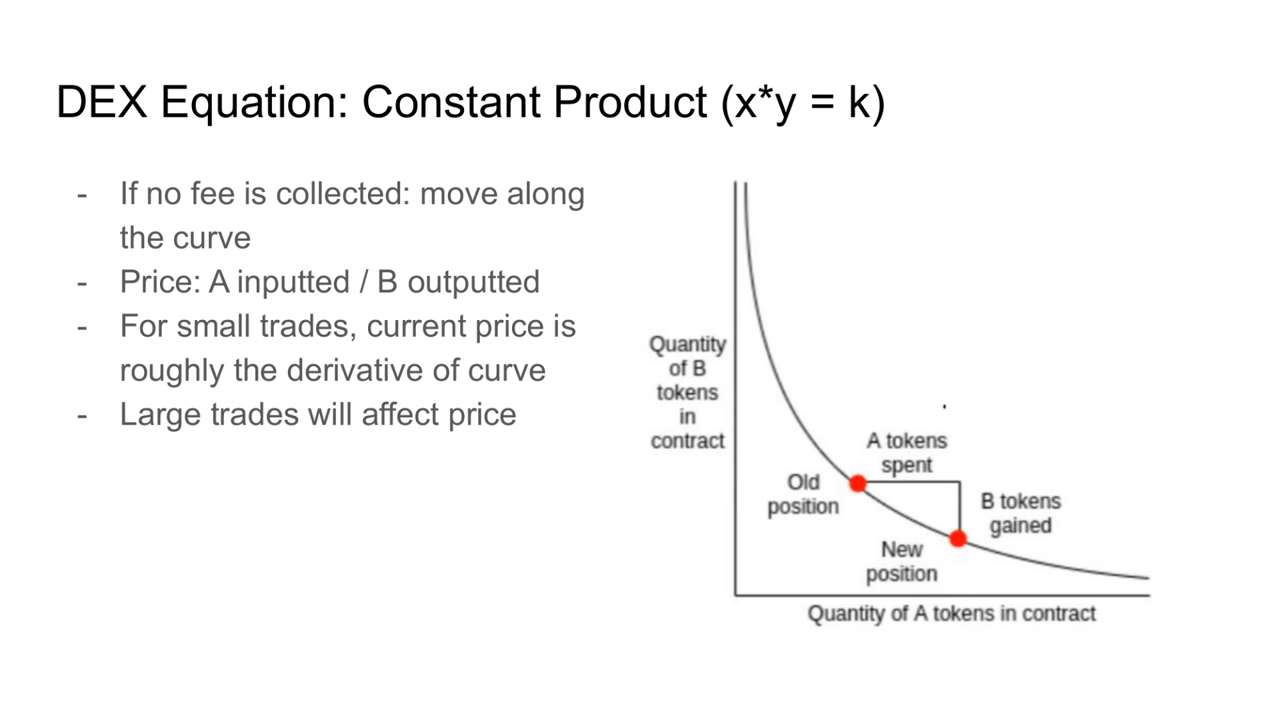 DEX Equation: Constant Product (x*y = k)
- If no fee is collected: move along
the curve
- Price: A inputted / B outputted
- For small trades, current price is
roughly the derivative of curve
- Large trades will affect price
Quantity
of B
tokens
in
contract
A tokens
spent
Old
position
B tokens
gained
New
position
Quantity of A tokens in contract